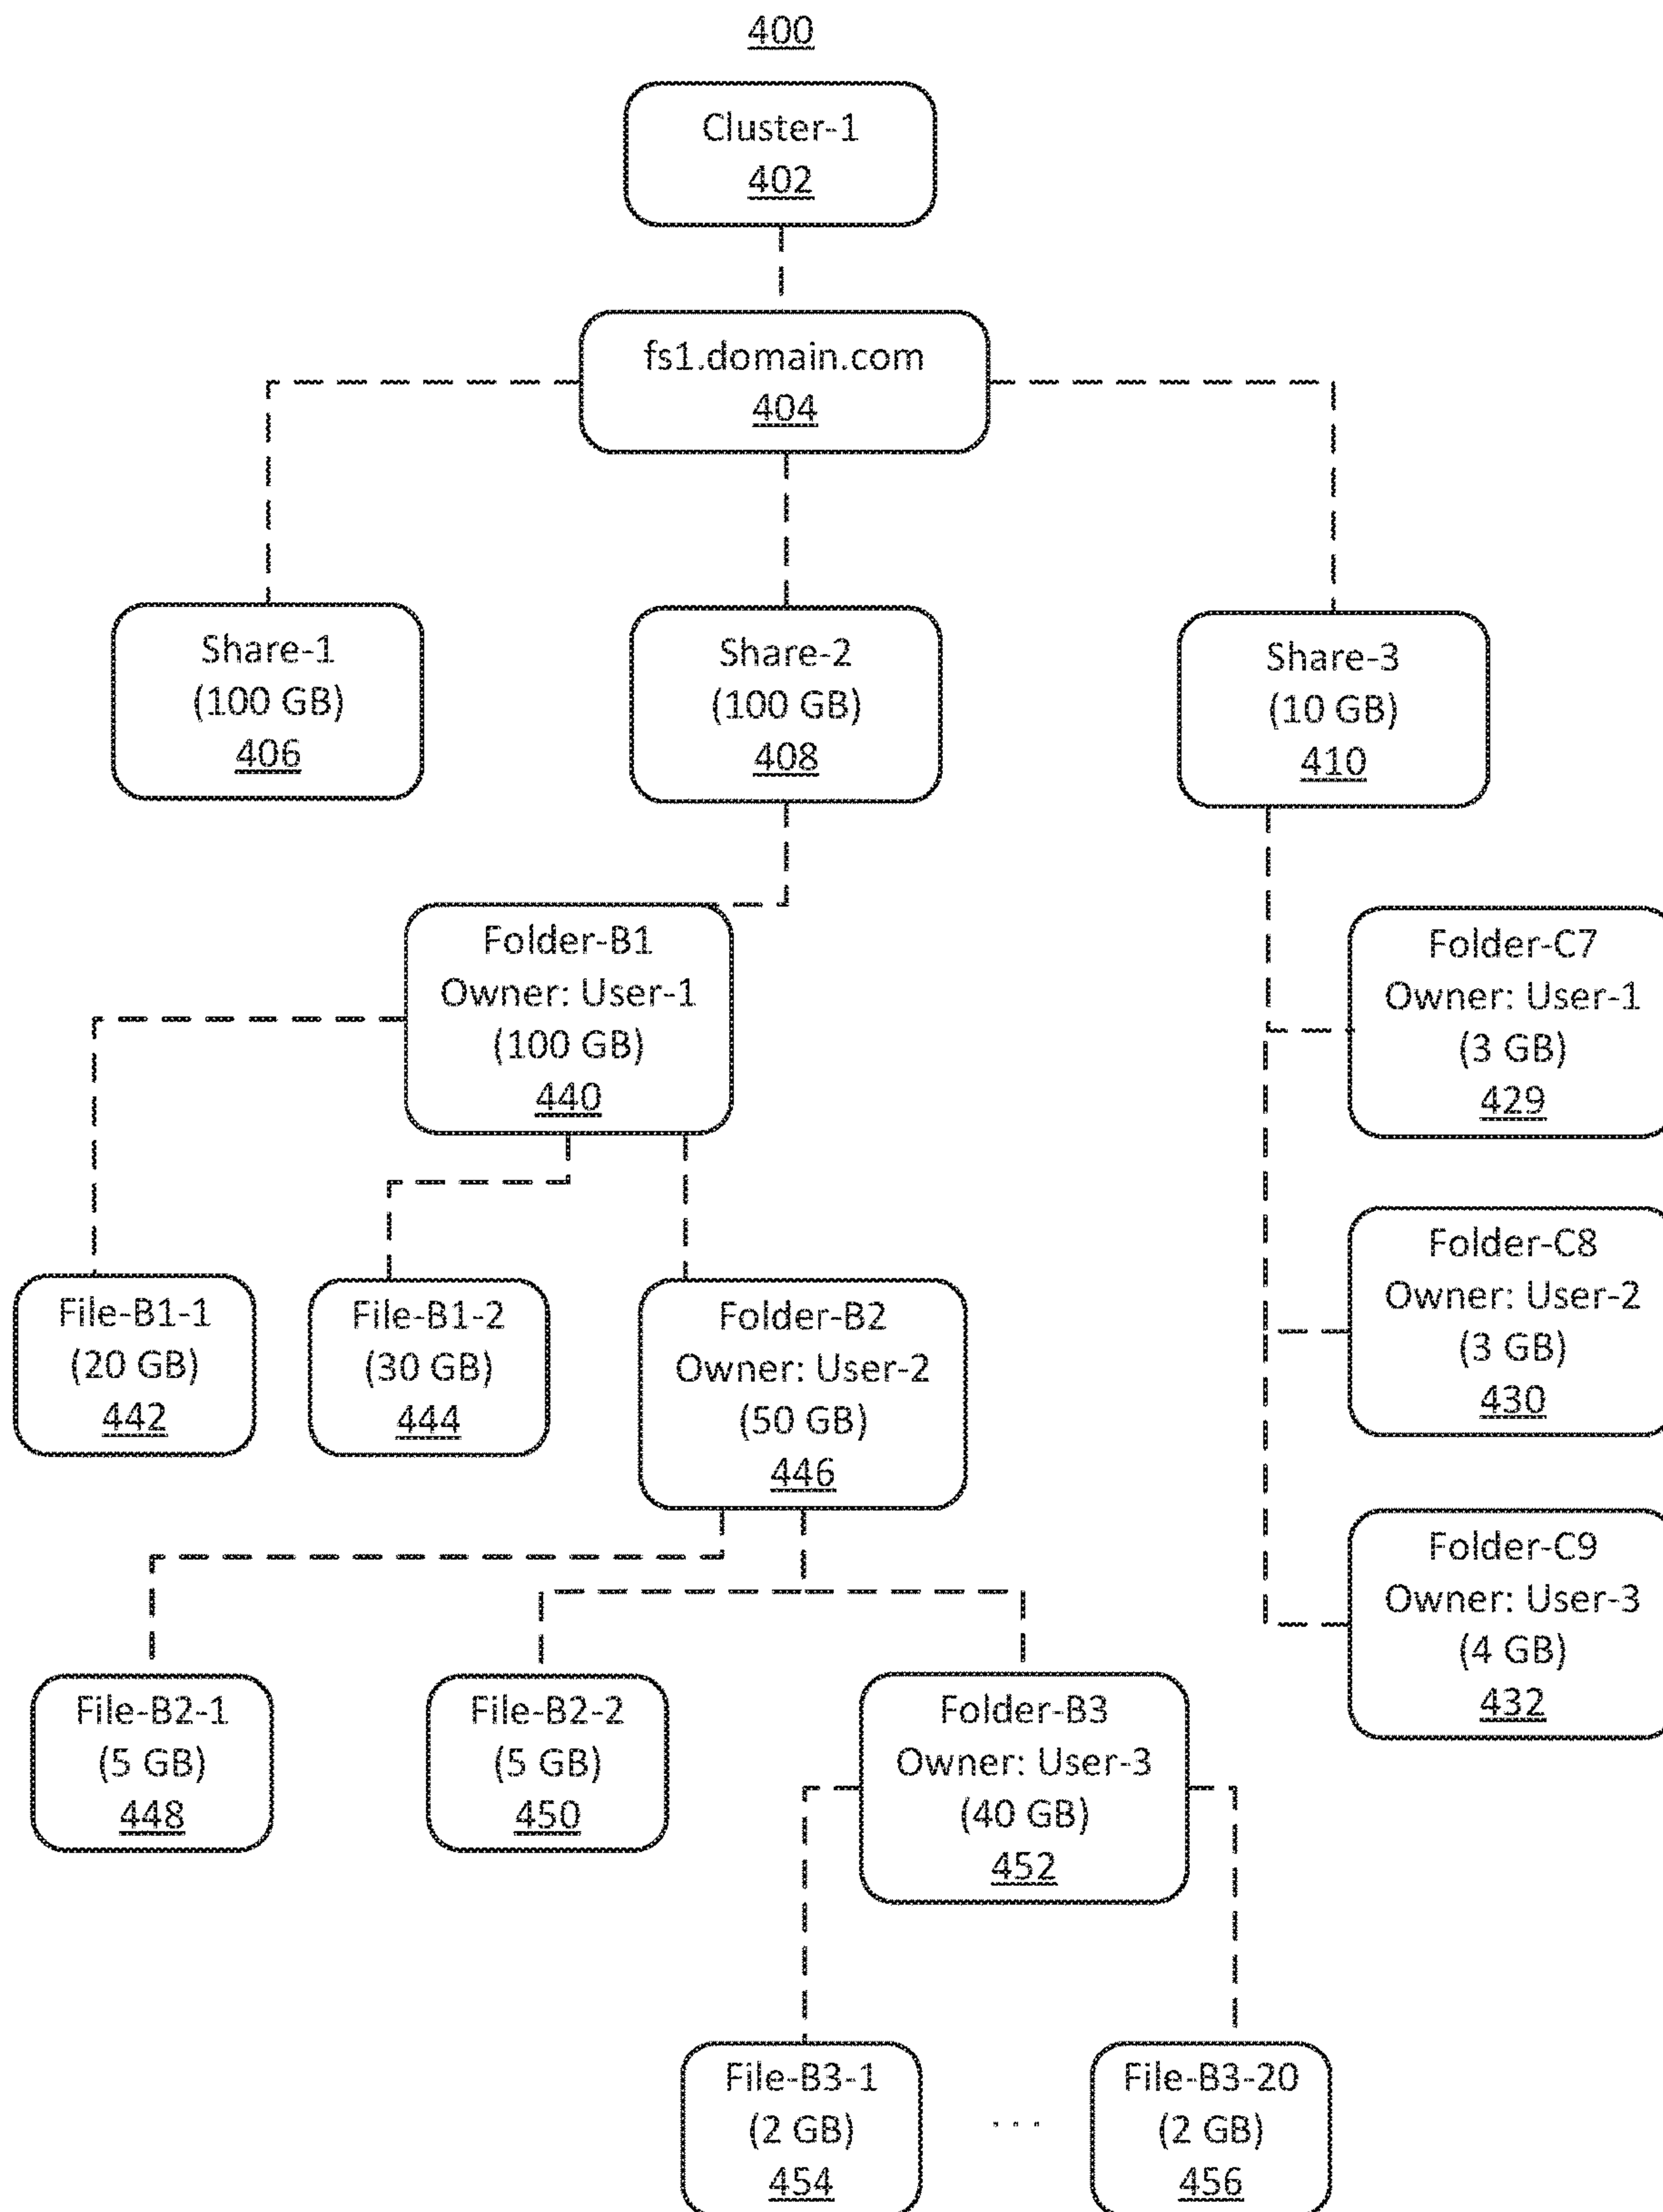 400
Cluster-1
402
fs1.domain.com
404
Share-1
(100 GB)
406
Share-2
(100 GB)
408
Share-3
(10 GB)
410
Folder-B1
Owner: User-1
(100 GB)
440
Folder-C7
Owner: User-1
(3 GB)
429
File-B1-1
(20 GB)
442
File-B1-2
(30 GB)
444
Folder-B2
Owner: User-2
(50 GB)
446
Folder-C8
Owner: User-2
(3 GB)
430
Folder-C9
Owner: User-3
(4 GB)
432
File-B2-1
(5 GB)
448
File-B2-2
(5 GB)
450
Folder-B3
Owner: User-3
(40 GB)
452
File-B3-1
(2 GB)
454
...
File-B3-20
(2 GB)
456